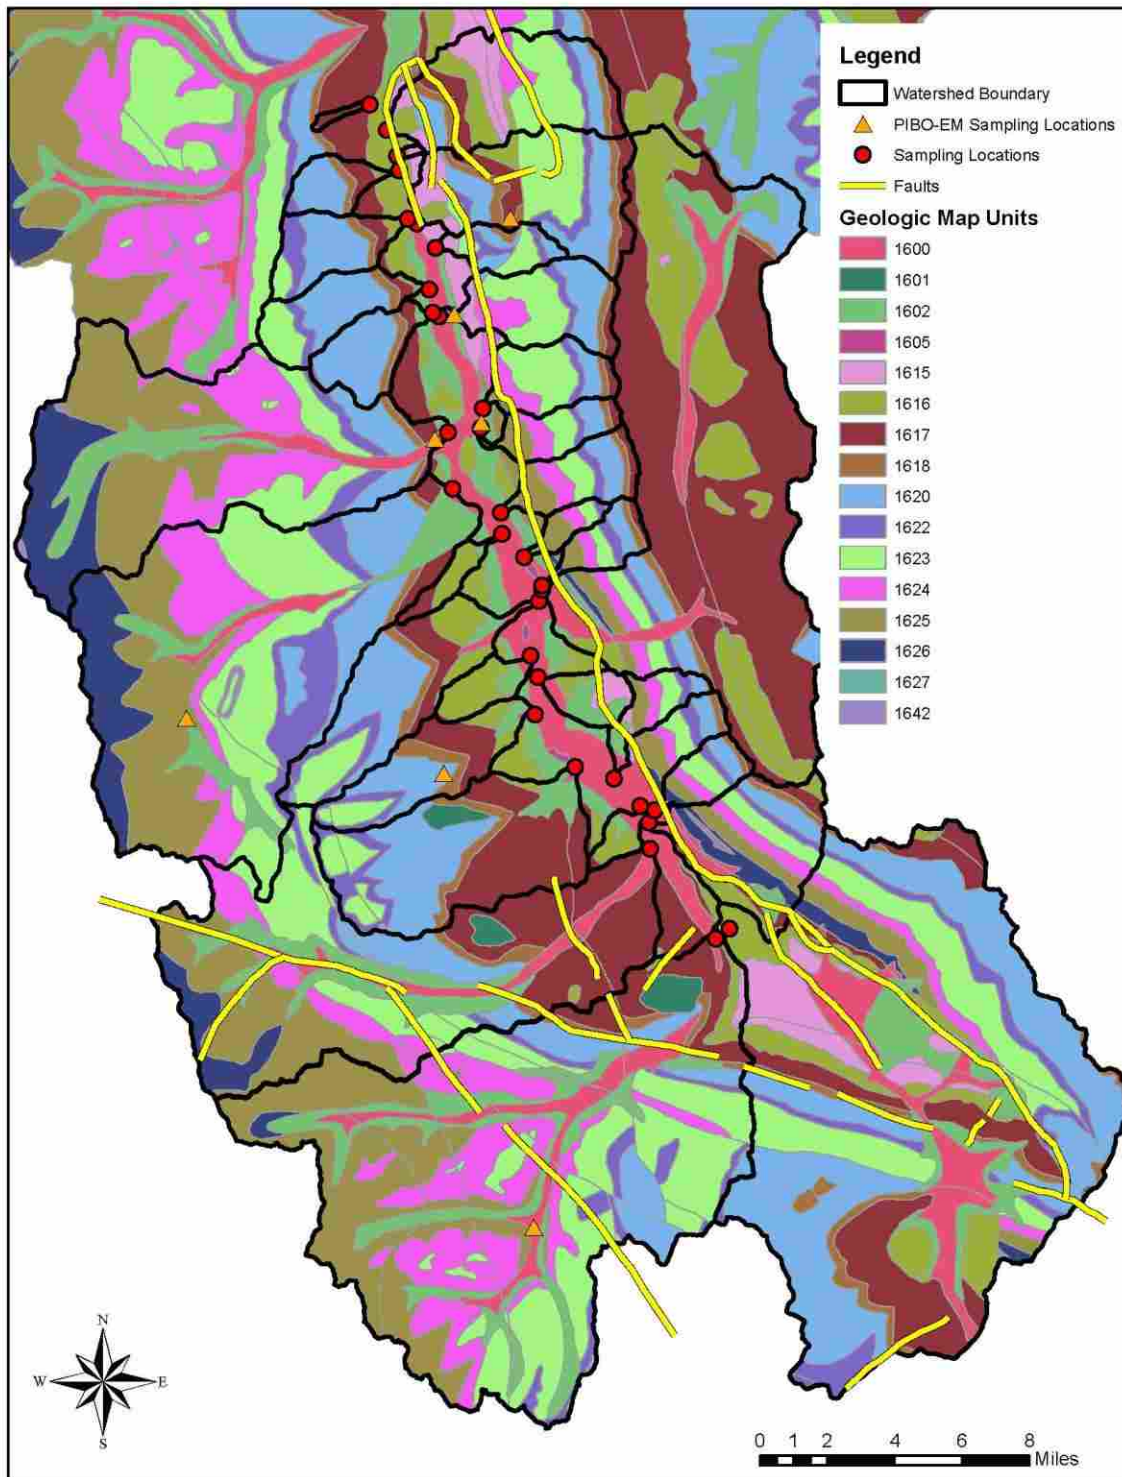 Legend
Watershed Boundary
PIBO-EM Sampling Locations
Sampling Locations
Faults
Geologic Map Units
1600
1601
1602
1605
1615
1616
1617
1618
1620
1622
1623
1624
1625
1626
1627
1642
N
W E
S
0 1 2 4 6 8
Miles